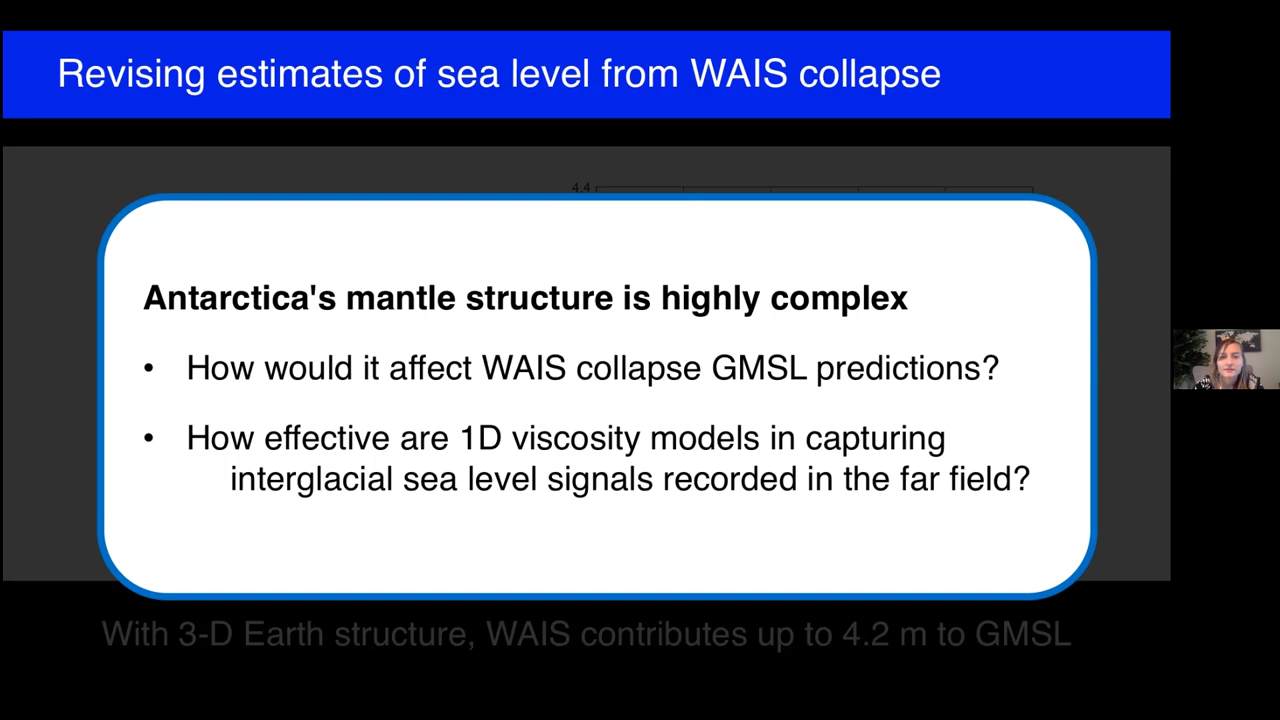 Revising estimates of sea level from WAIS collapse
4.4
Antarctica's mantle structure is highly complex
• How would it affect WAIS collapse GMSL predictions?
• How effective are 1D viscosity models in capturing
interglacial sea level signals recorded in the far field?
With 3-D Earth structure, WAIS contributes up to 4.2 m to GMSL